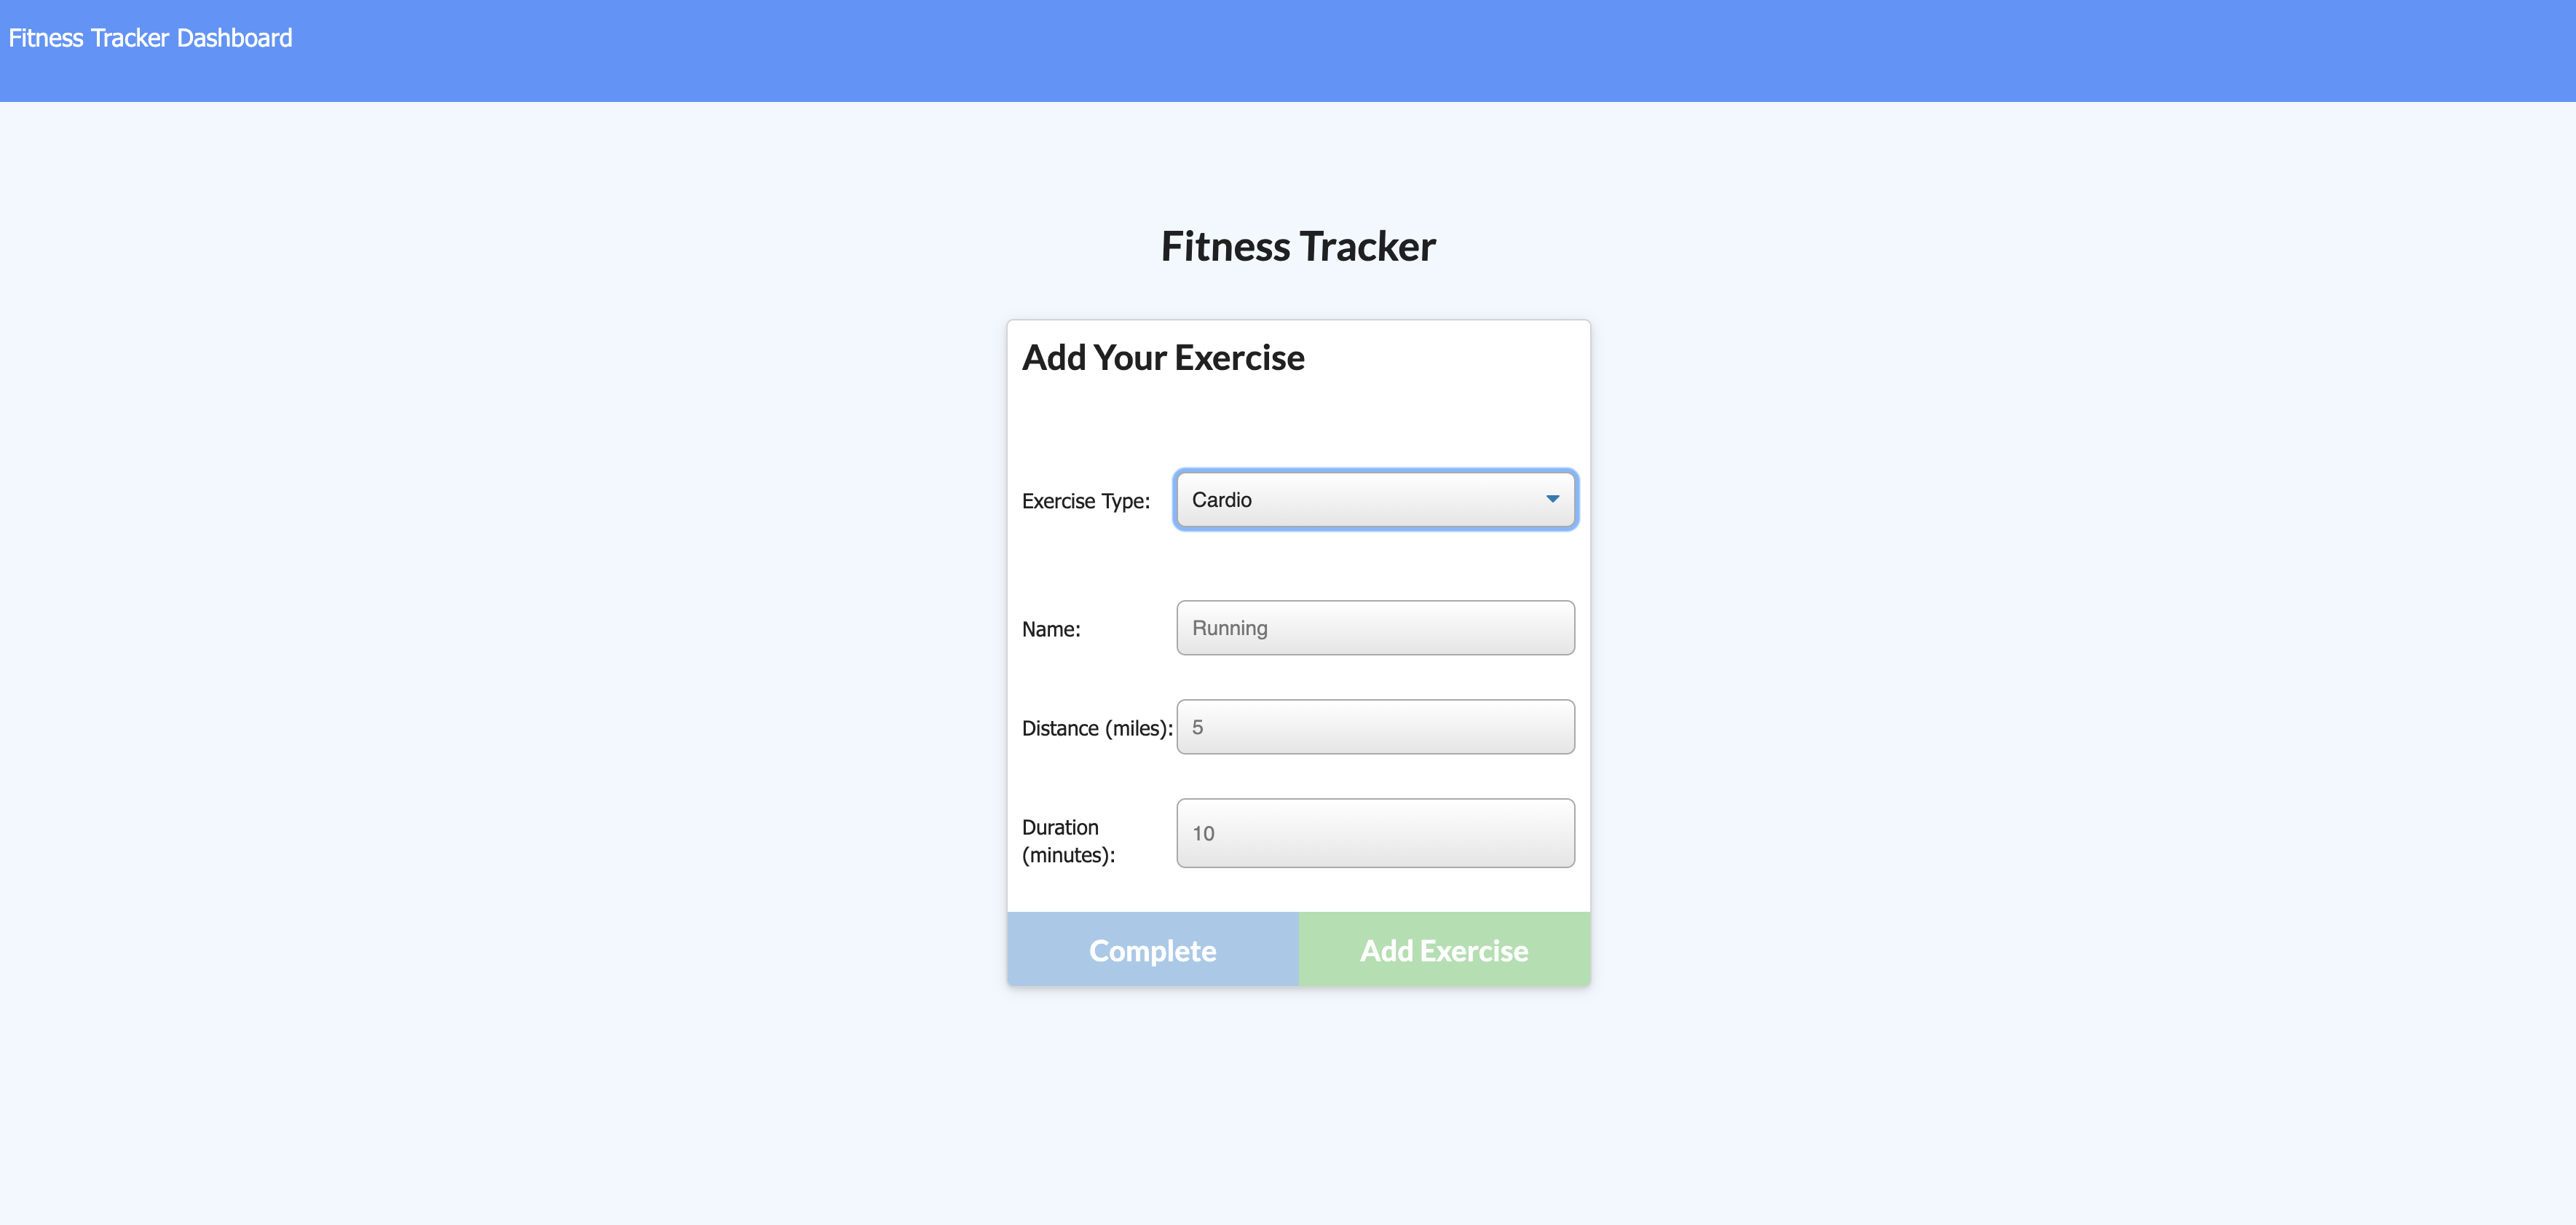 Fitness Tracker Dashboard
Fitness Tracker
Add Your Exercise
Exercise Type: Cardio
Name: Running
Distance (miles): 5
Duration
(minutes): 10
Complete Add Exercise